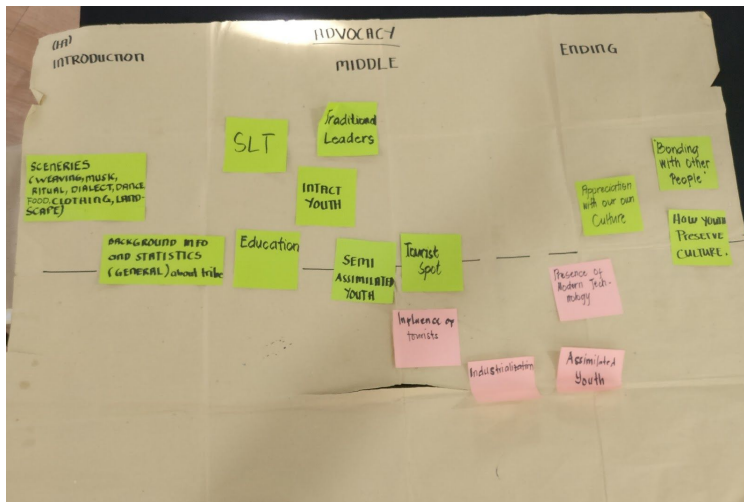 (HA)
INTRODUCTION
ADVOCACY
MIDDLE
ENDING
SCENERIES
(WEAVING, MUSIC,
RITUAL, DIALECT, DANCE
FOOD, CLOTHING, LAND-
SCAPE)
BACKGROUND INFO
AND STATISTICS
(GENERAL) about tribe
SLT
Traditional
Leaders
INTACT
YOUTH
Education
SEMI
ASSIMILATED
YOUTH
Tourist
Spot
Influence of
tourists
Industrialization
Appreciation
with our own
Culture
"Bonding
with Other
People"
HOW YOUTH
PRESERVE
CULTURE.
Presence of
Modern Tech-
nology
Assimilated
Youth